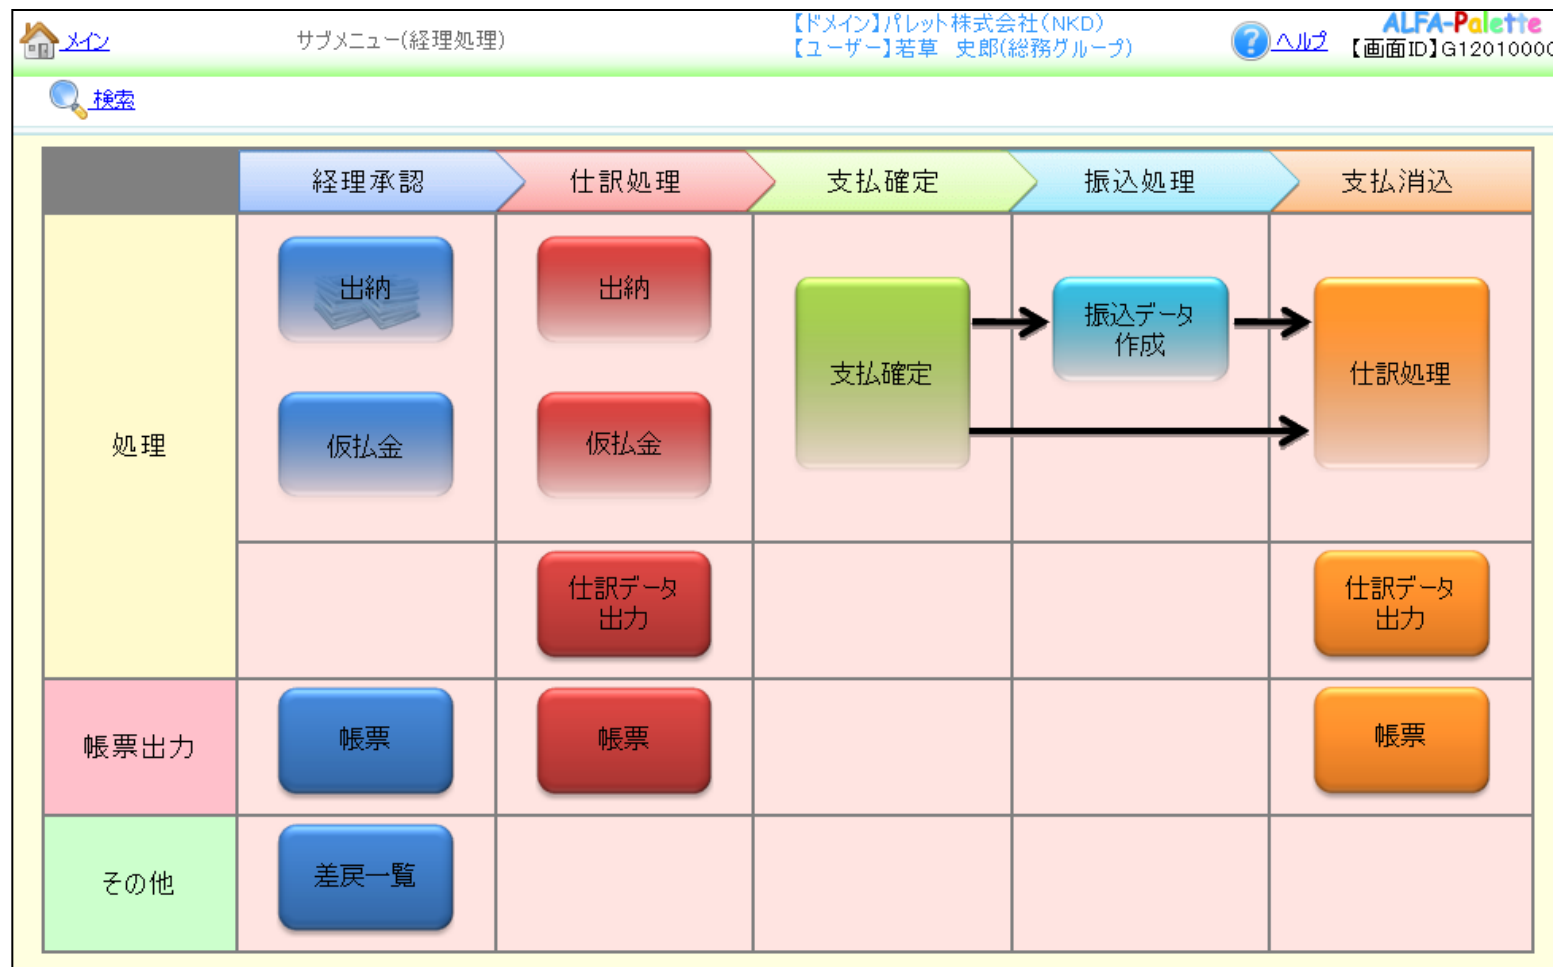 メイン
サブメニュー(経理処理)
【ドメイン】パレット株式会社(NKD)
【ユーザー】若草 史郎(総務グループ)
ヘルプ
ALFA-Palette
【画面ID】G12010000
検索
経理承認
仕訳処理
支払確定
振込処理
支払消込
処理
出納
出納
支払確定
振込データ
作成
仕訳処理
仮払金
仮払金
仕訳データ
出力
仕訳データ
出力
帳票出力
帳票
帳票
帳票
その他
差戻一覧